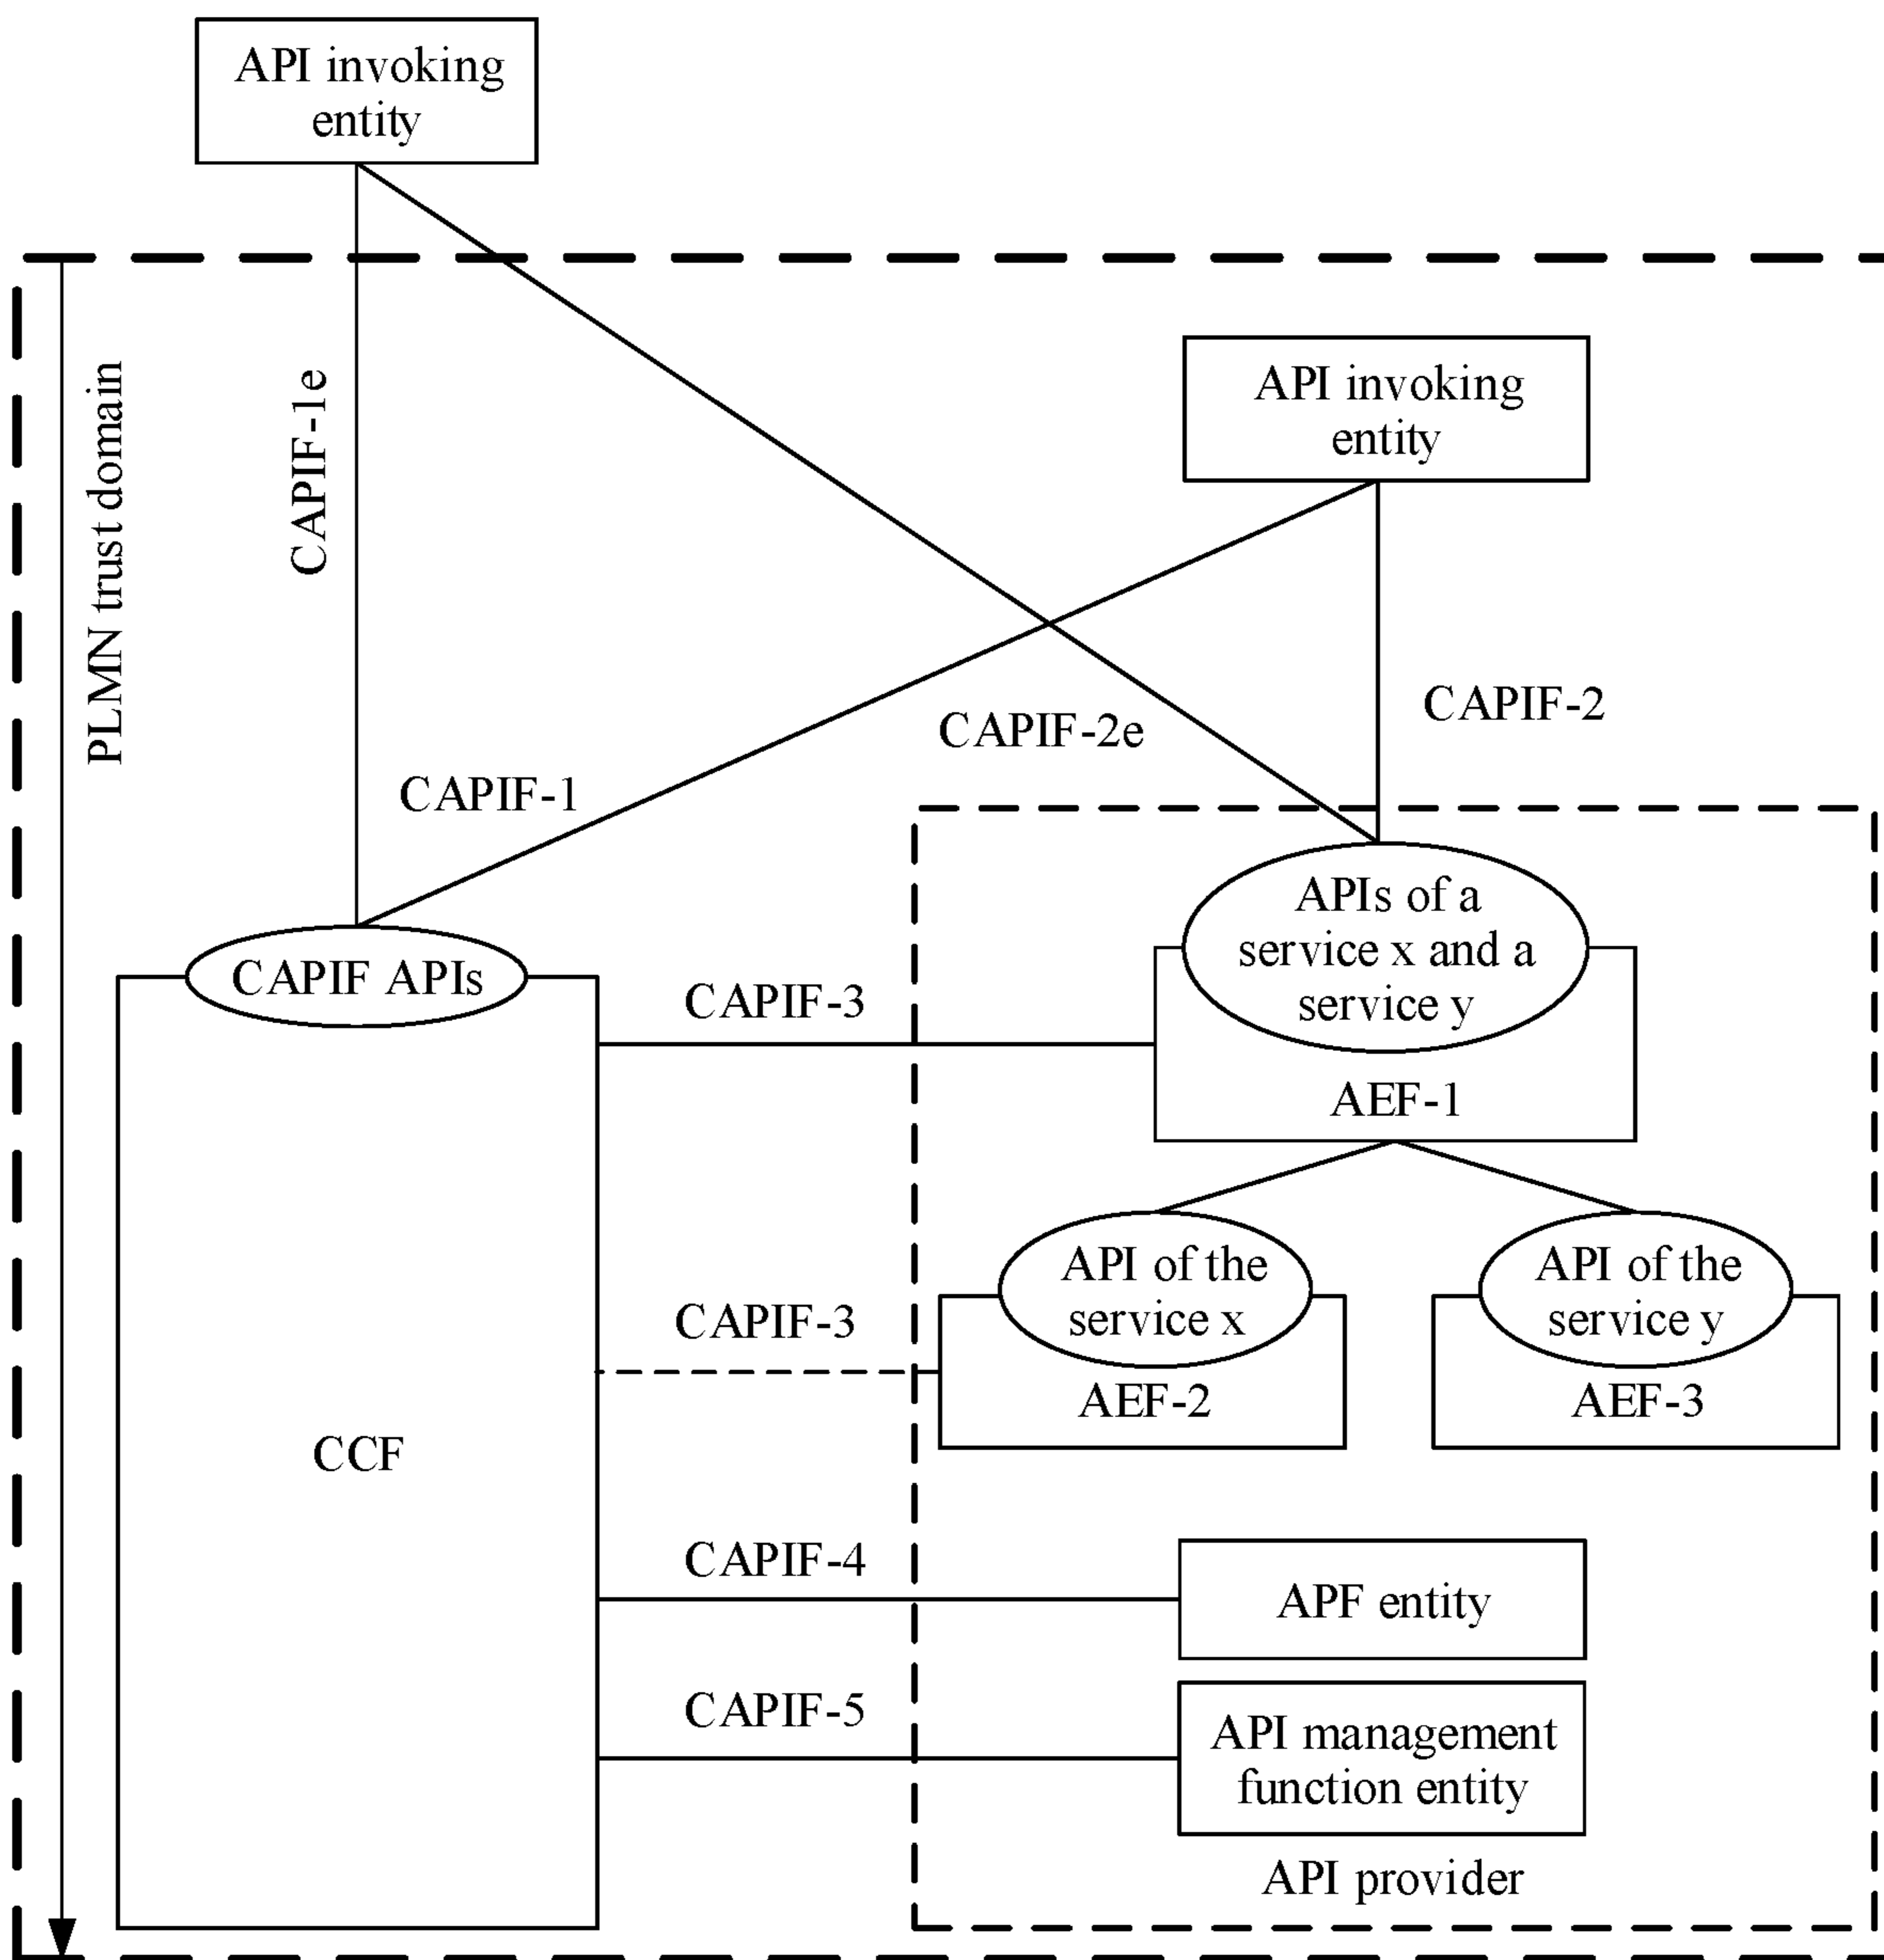 API invoking
entity
PLMN trust domain
CAPIF-1e
API invoking
entity
CAPIF-2
CAPIF-2e
CAPIF-1
APIs of a
service x and a
service y
CAPIF APIs
CAPIF-3
AEF-1
API of the
service x
API of the
service y
CAPIF-3
AEF-2
AEF-3
CCF
CAPIF-4
APF entity
CAPIF-5
API management
function entity
API provider